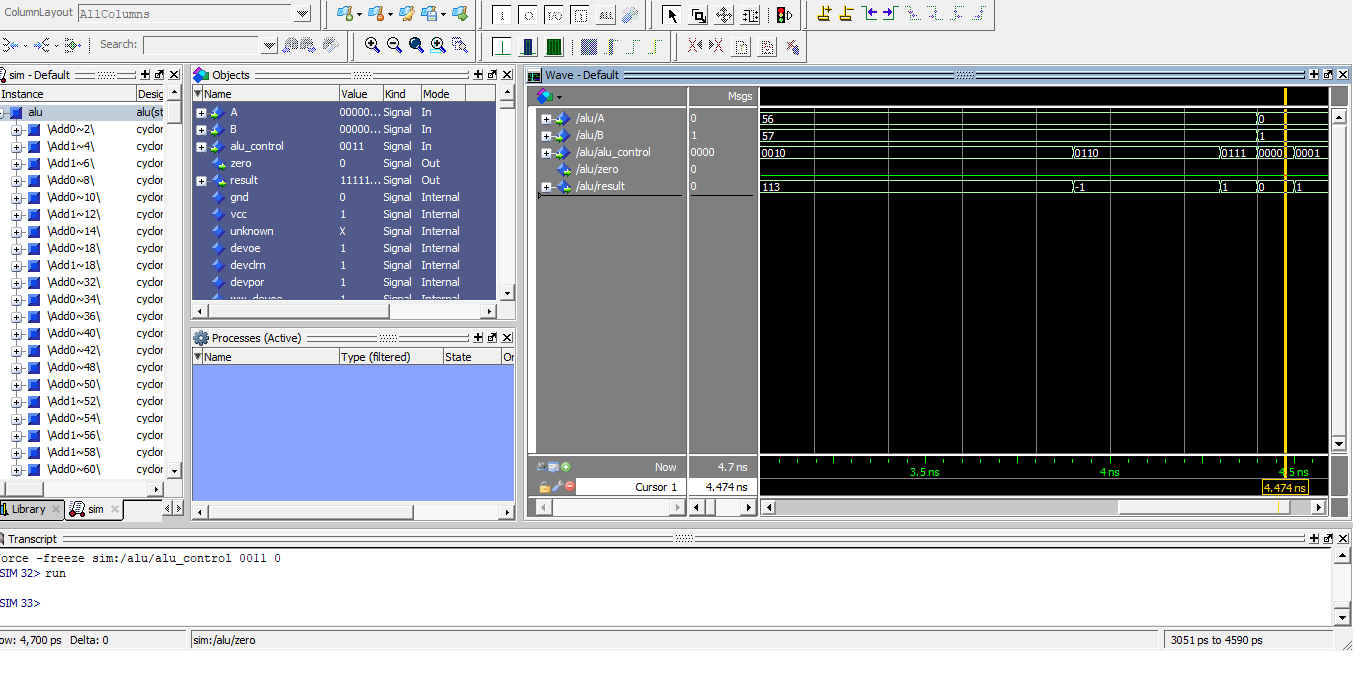 ColumnLayout AllColumns
Search:
sim - Default
Instance Desig
alu alu(st
\Add0~2\ cyclor
\Add1~4\ cyclor
\Add1~6\ cyclor
\Add0~8\ cyclor
\Add0~10\ cyclor
\Add1~12\ cyclor
\Add0~14\ cyclor
\Add0~18\ cyclor
\Add1~18\ cyclor
\Add0~32\ cyclor
\Add0~34\ cyclor
\Add0~36\ cyclor
\Add0~40\ cyclor
\Add0~42\ cyclor
\Add0~48\ cyclor
\Add0~50\ cyclor
\Add1~52\ cyclor
\Add0~54\ cyclor
\Add1~56\ cyclor
\Add1~58\ cyclor
\Add0~60\ cyclor
Library sim
Objects
Name Value Kind Mode
A 00000... Signal In
B 00000... Signal In
alu_control 0011 Signal In
zero 0 Signal Out
result 11111... Signal Out
gnd 0 Signal Internal
vcc 1 Signal Internal
unknown X Signal Internal
devoe 1 Signal Internal
devclrn 1 Signal Internal
devpor 1 Signal Internal
ww_devoe 1 Signal Internal
Processes (Active)
Name Type (filtered) State Or
Wave - Default
Msgs
/alu/A 0 56 0
/alu/B 1 57 1
/alu/alu_control 0000 0010 0110 0111 0000 0001
/alu/zero 0
/alu/result 0 113 -1 1 0 1
Now 4.7 ns 3.5 ns 4 ns 4.5 ns
Cursor 1 4.474 ns 4.474 ns
Transcript
force -freeze sim:/alu/alu_control 0011 0
SIM 32> run
SIM 33>
ow: 4,700 ps Delta: 0 sim:/alu/zero 3051 ps to 4590 ps